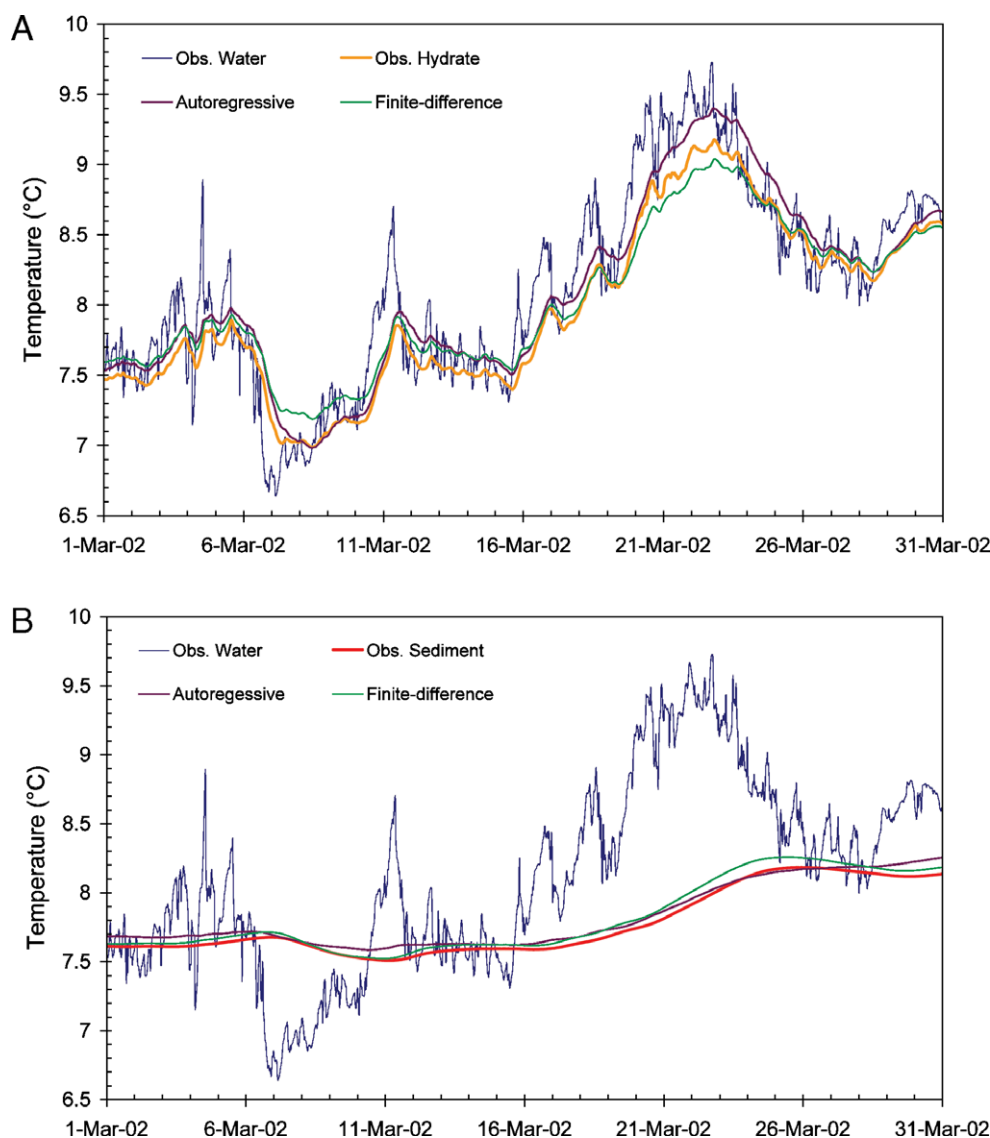 A
Obs. Water
Obs. Hydrate
Autoregressive
Finite-difference
Temperature (°C)
10
9.5
9
8.5
8
7.5
7
6.5
1-Mar-02 6-Mar-02 11-Mar-02 16-Mar-02 21-Mar-02 26-Mar-02 31-Mar-02
B
Obs. Water
Obs. Sediment
Autoregessive
Finite-difference
Temperature (°C)
10
9.5
9
8.5
8
7.5
7
6.5
1-Mar-02 6-Mar-02 11-Mar-02 16-Mar-02 21-Mar-02 26-Mar-02 31-Mar-02